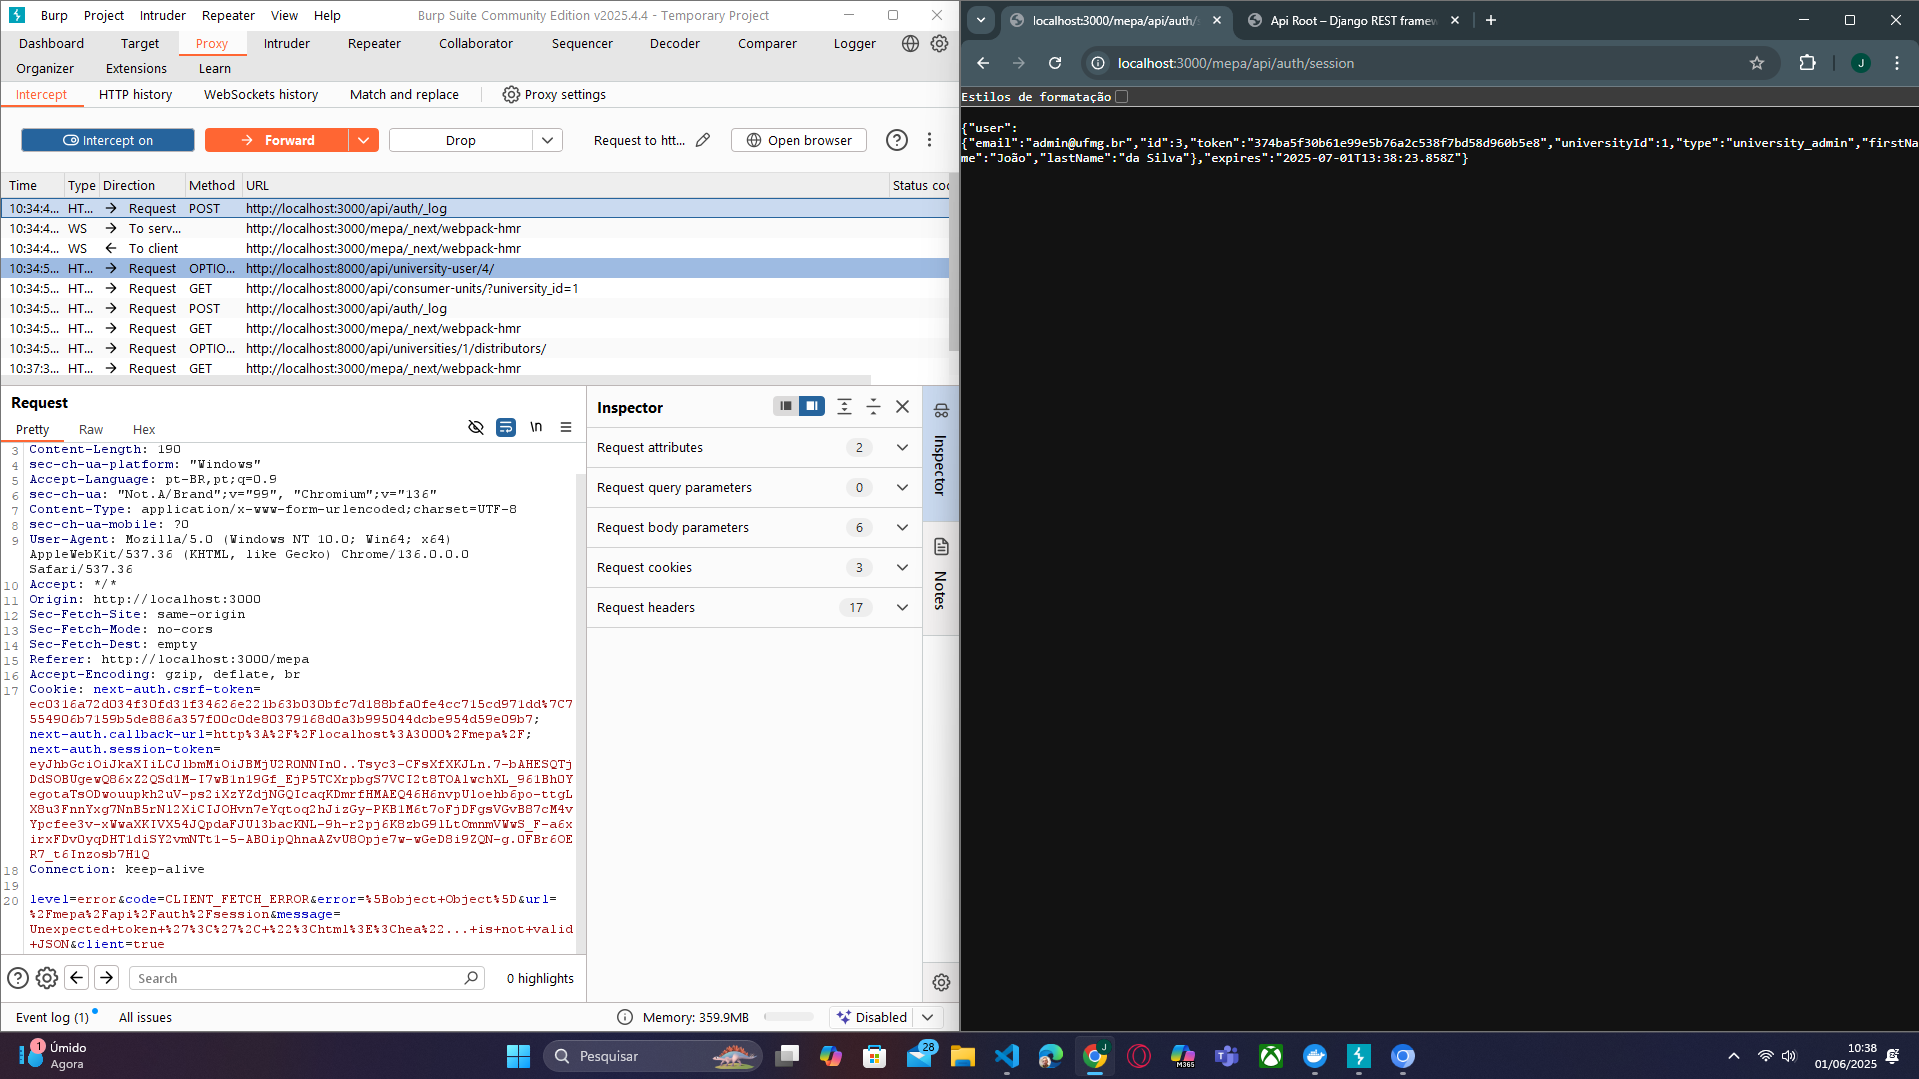 Burp Project Intruder Repeater View Help Burp Suite Community Edition v2025.4.4 - Temporary Project
Dashboard Target Proxy Intruder Repeater Collaborator Sequencer Decoder Comparer Logger
Organizer Extensions Learn
Intercept HTTP history WebSockets history Match and replace Proxy settings
Intercept on Forward Drop Request to htt... Open browser
Time Type Direction Method URL Status coc
10:34:4... HT... → Request POST http://localhost:3000/api/auth/_log
10:34:4... WS → To serv... http://localhost:3000/mepa/_next/webpack-hmr
10:34:4... WS ← To client http://localhost:3000/mepa/_next/webpack-hmr
10:34:5... HT... → Request OPTIO... http://localhost:8000/api/university-user/4/
10:34:5... HT... → Request GET http://localhost:8000/api/consumer-units/?university_id=1
10:34:5... HT... → Request POST http://localhost:3000/api/auth/_log
10:34:5... HT... → Request GET http://localhost:3000/mepa/_next/webpack-hmr
10:34:5... HT... → Request OPTIO... http://localhost:8000/api/universities/1/distributors/
10:37:3... HT... → Request GET http://localhost:3000/mepa/_next/webpack-hmr
Request
Pretty Raw Hex \n
3 Content-Length: 190
4 sec-ch-ua-platform: "Windows"
5 Accept-Language: pt-BR,pt;q=0.9
6 sec-ch-ua: "Not.A/Brand";v="99", "Chromium";v="136"
7 Content-Type: application/x-www-form-urlencoded;charset=UTF-8
8 sec-ch-ua-mobile: ?0
9 User-Agent: Mozilla/5.0 (Windows NT 10.0; Win64; x64)
AppleWebKit/537.36 (KHTML, like Gecko) Chrome/136.0.0.0
Safari/537.36
10 Accept: */*
11 Origin: http://localhost:3000
12 Sec-Fetch-Site: same-origin
13 Sec-Fetch-Mode: no-cors
14 Sec-Fetch-Dest: empty
15 Referer: http://localhost:3000/mepa
16 Accept-Encoding: gzip, deflate, br
17 Cookie: next-auth.csrf-token=
ec0316a72d034f30fd31f34626e221b63b030bfc7d188bfa0fe4cc715cd971dd%7C7
554906b7159b5de886a357f00c0de80379168d0a3b995044dcbe954d59e09b7;
next-auth.callback-url=http%3A%2F%2Flocalhost%3A3000%2Fmepa%2F;
next-auth.session-token=
18 Connection: keep-alive
19
20 level=error&code=CLIENT_FETCH_ERROR&error=%5Bobject+Object%5D&url=
%2Fmepa%2Fapi%2Fauth%2Fsession&message=
Unexpected+token+%27%3C%27%2C+%22%3Chtml%3E%3Chea%22...+is+not+valid
+JSON&client=true
Search 0 highlights
Inspector
Request attributes 2
Request query parameters 0
Request body parameters 6
Request cookies 3
Request headers 17
Inspector
Notes
Event log (1) All issues Memory: 359.9MB Disabled
localhost:3000/mepa/api/auth/s Api Root – Django REST framew
localhost:3000/mepa/api/auth/session J
Estilos de formatação
{"user":
{"email":"admin@ufmg.br","id":3,"token":"374ba5f30b61e99e5b76a2c538f7bd58d960b5e8","universityId":1,"type":"university_admin","firstNa
me":"João","lastName":"da Silva"},"expires":"2025-07-01T13:38:23.858Z"}
1 Úmido
Agora
Pesquisar
28
J
M365
10:38
01/06/2025